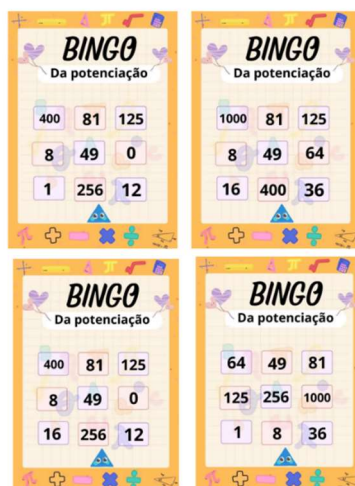 BINGO
Da potenciação
400 81 125
8 49 0
1 256 12
BINGO
Da potenciação
1000 81 125
8 49 64
16 400 36
BINGO
Da potenciação
400 81 125
8 49 0
16 256 12
BINGO
Da potenciação
64 49 81
125 256 1000
1 8 36